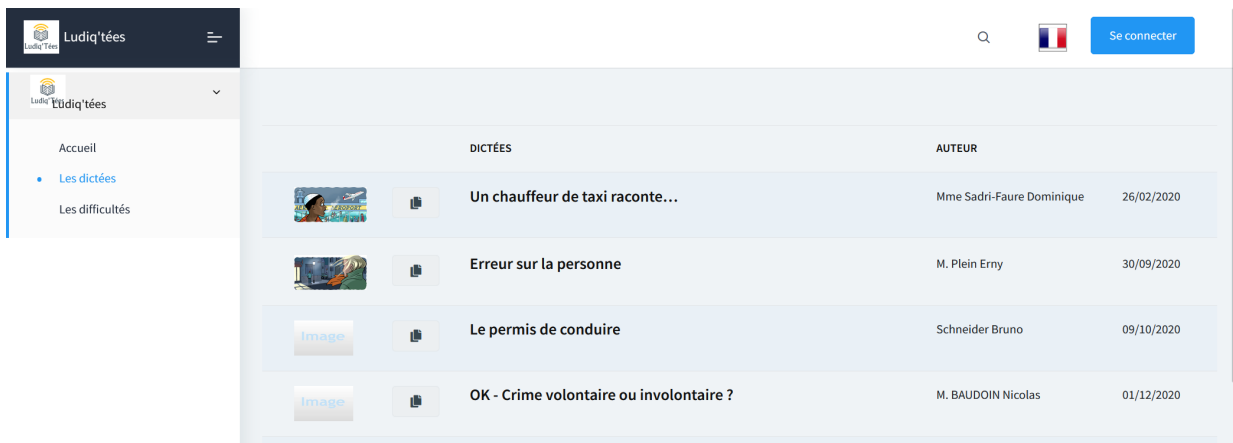 Ludiq'Tées
Ludiq'tées
Se connecter
Ludiq'tées
Accueil
Les dictées
Les difficultés
DICTÉES AUTEUR
Un chauffeur de taxi raconte... Mme Sadri-Faure Dominique 26/02/2020
Erreur sur la personne M. Plein Erny 30/09/2020
Image Le permis de conduire Schneider Bruno 09/10/2020
Image OK - Crime volontaire ou involontaire ? M. BAUDOIN Nicolas 01/12/2020